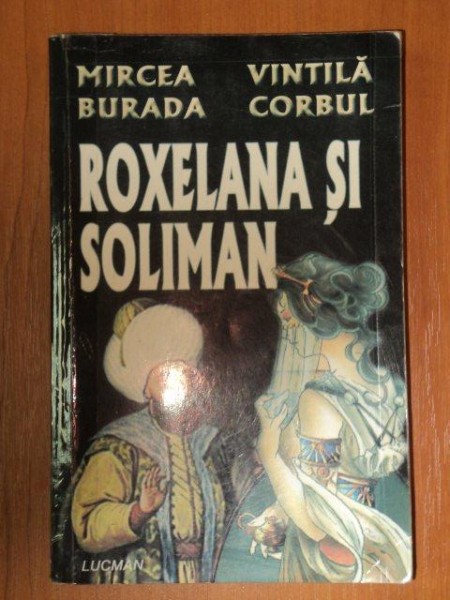 MIRCEA VINTILĂ
BURADA CORBUL
ROXELANA ȘI
SOLIMAN
LUCMAN